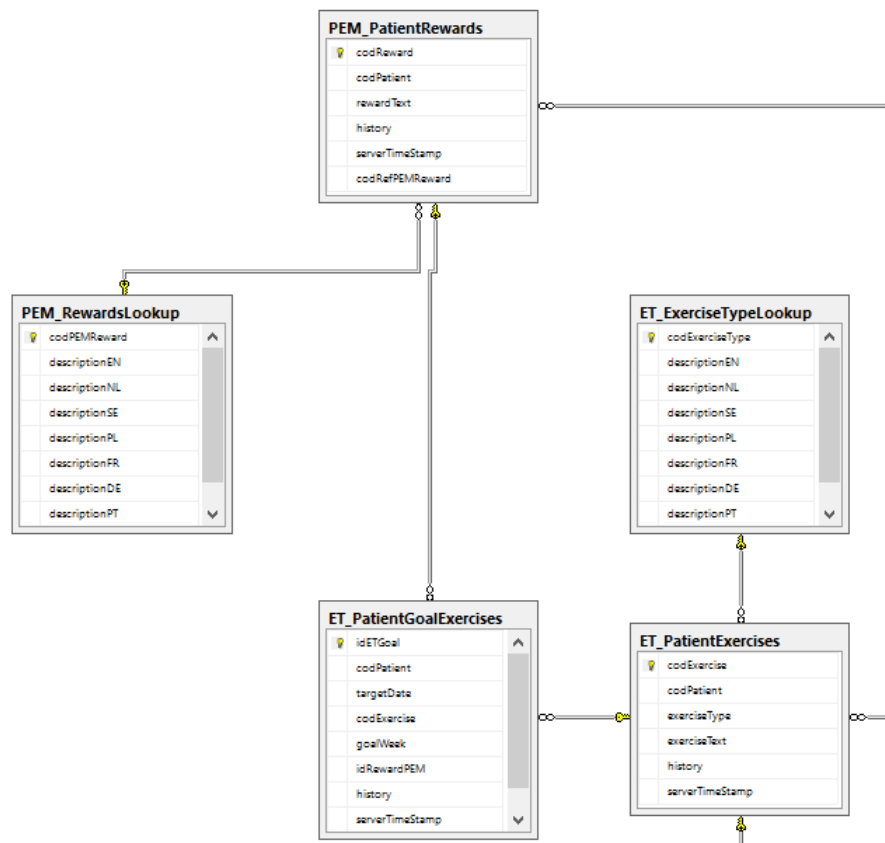 PEM_PatientRewards
codReward
codPatient
rewardText
history
serverTimeStamp
codRefPEMReward
PEM_RewardsLookup
codPEMReward
descriptionEN
descriptionNL
descriptionSE
descriptionPL
descriptionFR
descriptionDE
descriptionPT
ET_ExerciseTypeLookup
codExerciseType
descriptionEN
descriptionNL
descriptionSE
descriptionPL
descriptionFR
descriptionDE
descriptionPT
ET_PatientGoalExercises
idETGoal
codPatient
targetDate
codExercise
goalWeek
idRewardPEM
history
serverTimeStamp
ET_PatientExercises
codExercise
codPatient
exerciseType
exerciseText
history
serverTimeStamp